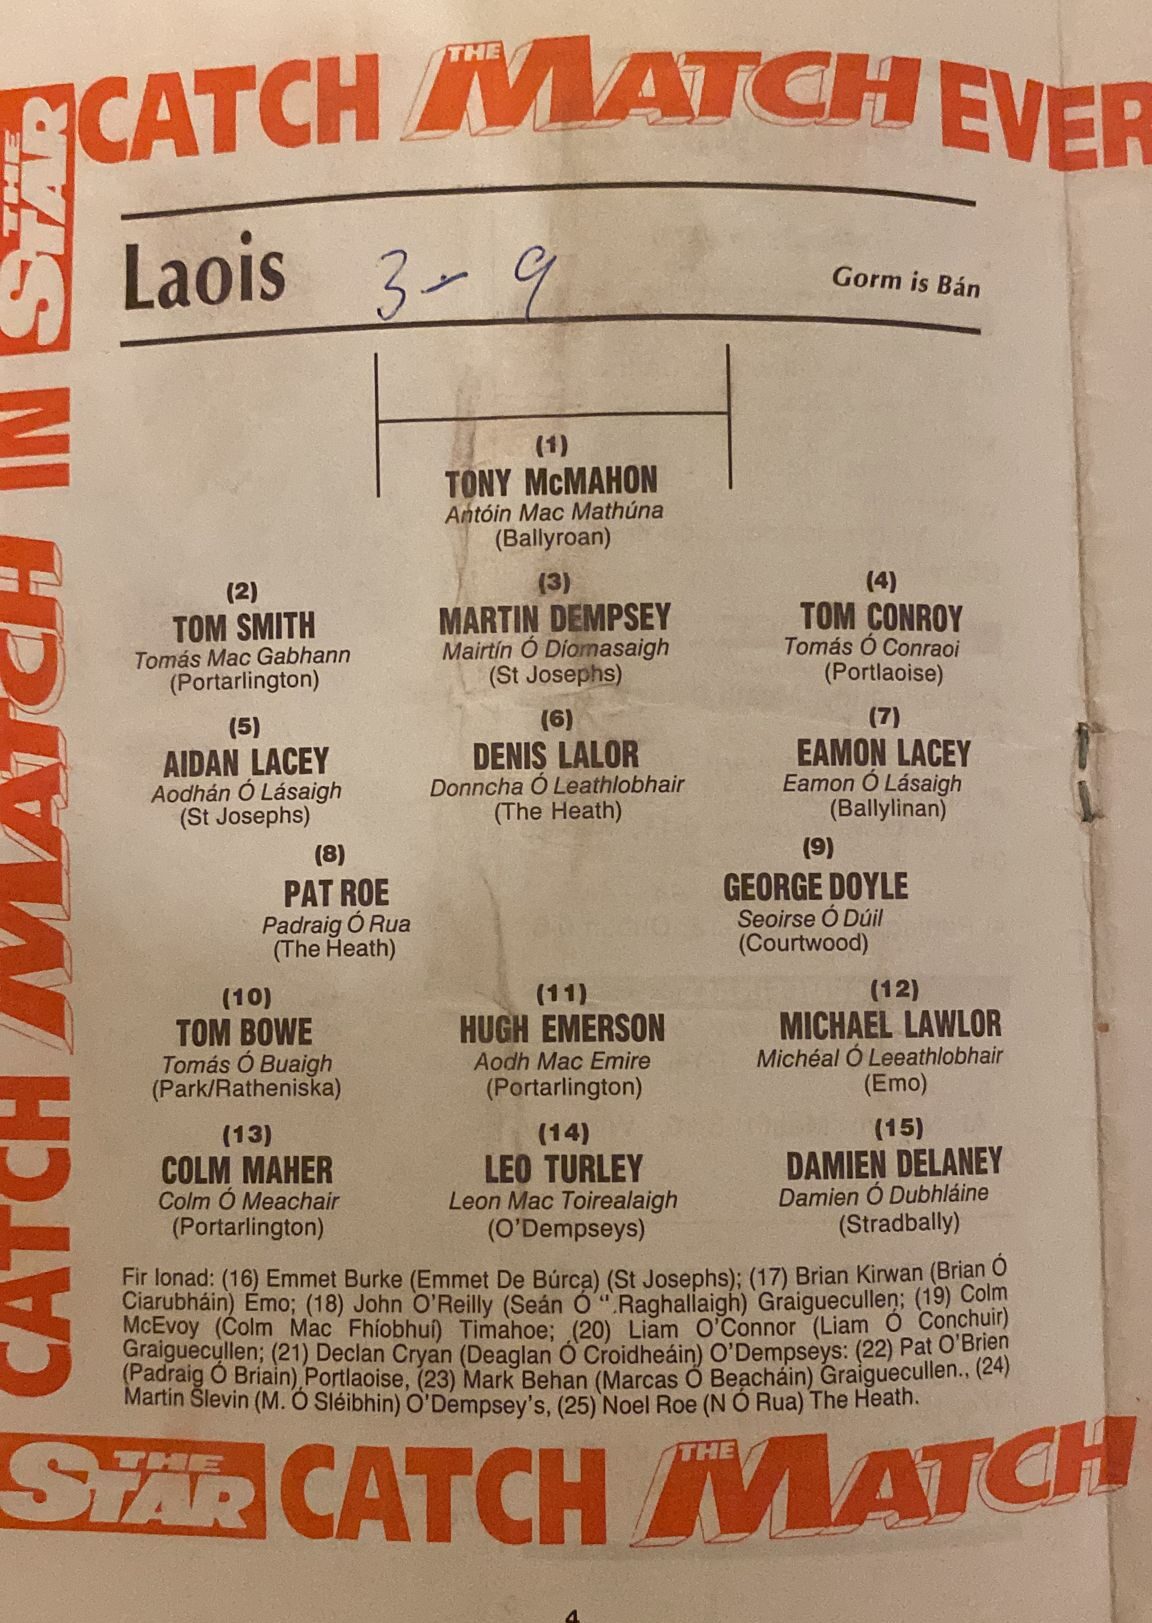 CATCH THE MATCH EVER
THE STAR
CATCH THE MATCH IN
Laois 3-9 Gorm is Bán
(1)
TONY McMAHON
Antóin Mac Mathúna
(Ballyroan)
(2) (3) (4)
TOM SMITH MARTIN DEMPSEY TOM CONROY
Tomás Mac Gabhann Mairtín Ó Díomasaigh Tomás Ó Conraoi
(Portarlington) (St Josephs) (Portlaoise)
(5) (6) (7)
AIDAN LACEY DENIS LALOR EAMON LACEY
Aodhán Ó Lásaigh Donncha Ó Leathlobhair Eamon Ó Lásaigh
(St Josephs) (The Heath) (Ballylinan)
(8) (9)
PAT ROE GEORGE DOYLE
Padraig Ó Rua Seoirse Ó Dúil
(The Heath) (Courtwood)
(10) (11) (12)
TOM BOWE HUGH EMERSON MICHAEL LAWLOR
Tomás Ó Buaigh Aodh Mac Emire Michéal Ó Leeathlobhair
(Park/Ratheniska) (Portarlington) (Emo)
(13) (14) (15)
COLM MAHER LEO TURLEY DAMIEN DELANEY
Colm Ó Meachair Leon Mac Toirealaigh Damien Ó Dubhláine
(Portarlington) (O'Dempseys) (Stradbally)
Fir Ionad: (16) Emmet Burke (Emmet De Búrca) (St Josephs); (17) Brian Kirwan (Brian Ó
Ciarubháin) Emo; (18) John O'Reilly (Seán Ó ".Raghallaigh) Graiguecullen; (19) Colm
McEvoy (Colm Mac Fhíobhuí) Timahoe; (20) Liam O'Connor (Liam Ó Conchuir)
Graiguecullen; (21) Declan Cryan (Deaglan Ó Croidheáin) O'Dempseys: (22) Pat O'Brien
(Padraig Ó Briain) Portlaoise, (23) Mark Behan (Marcas Ó Beacháin) Graiguecullen., (24)
Martin Slevin (M. Ó Sléibhin) O'Dempsey's, (25) Noel Roe (N Ó Rua) The Heath.
THE STAR CATCH THE MATCH
4